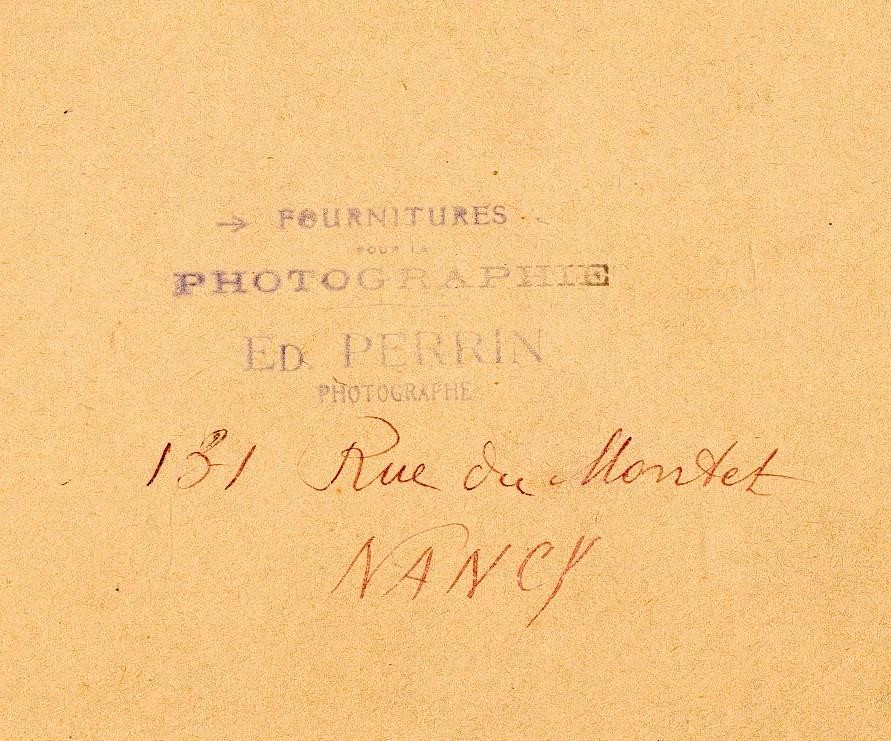 → FOURNITURES
POUR LA
PHOTOGRAPHIE
ED. PERRIN
PHOTOGRAPHE
131 Rue du Montet
NANCY